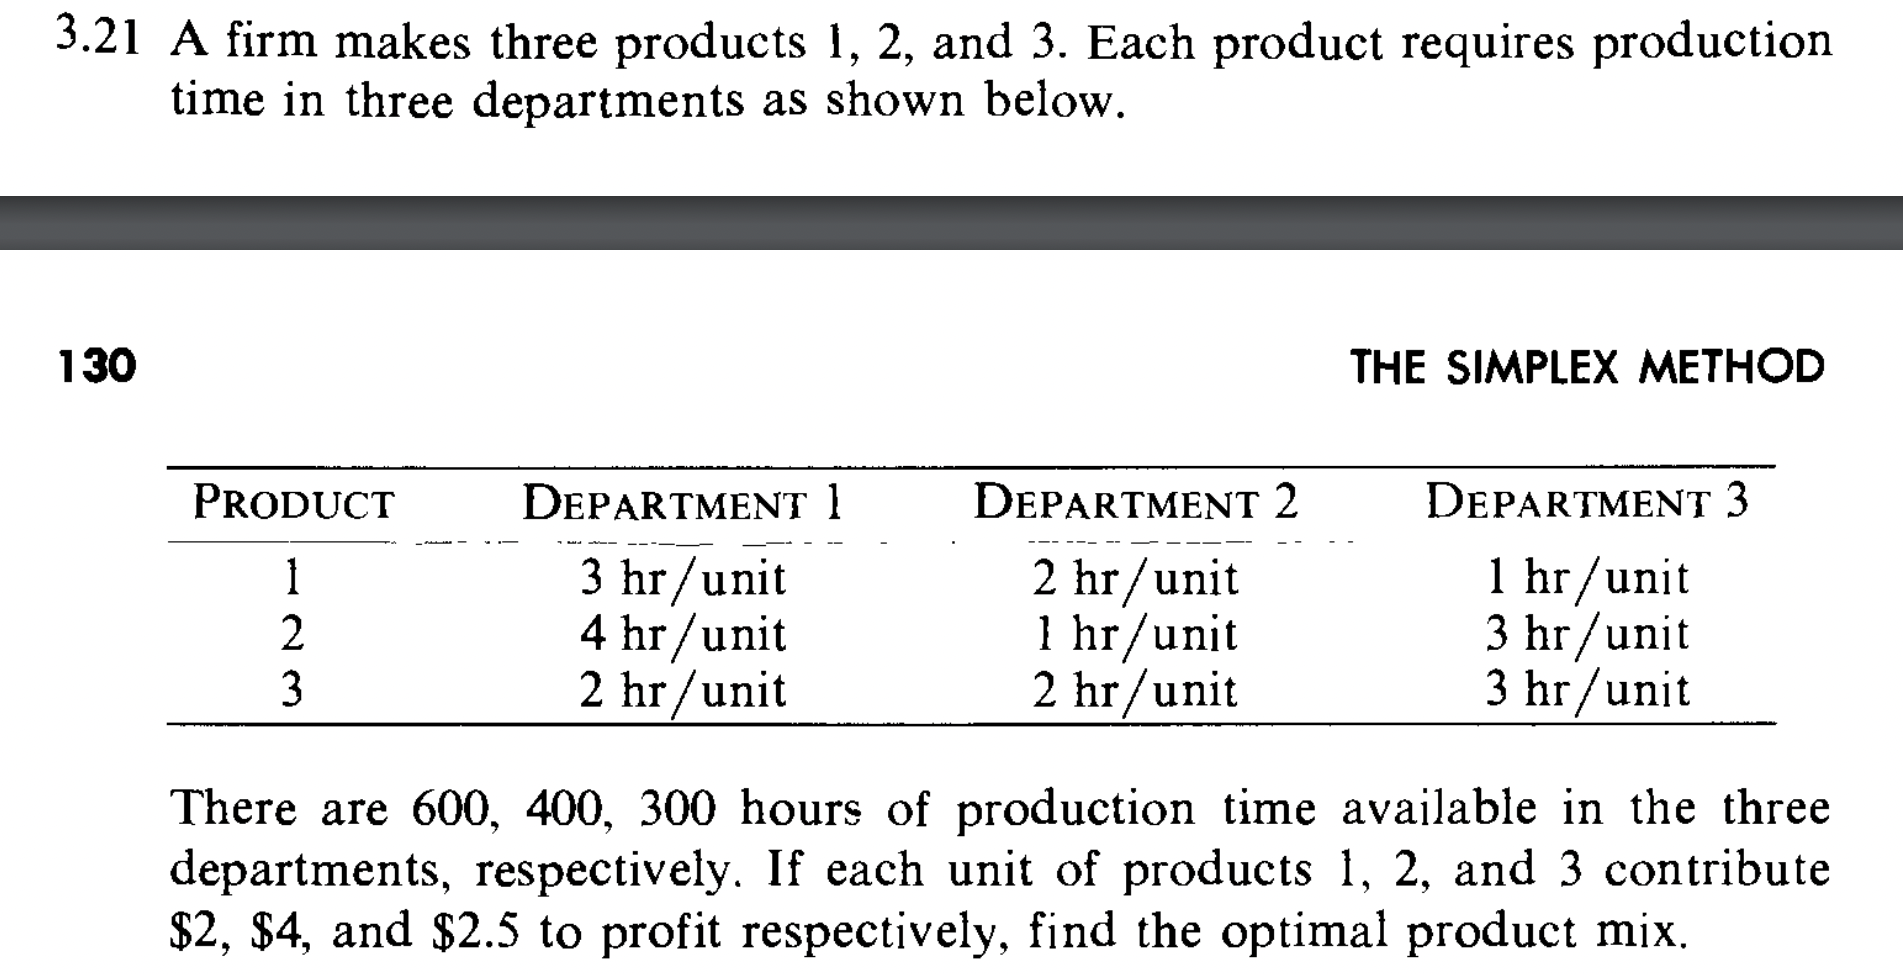 3.21 A firm makes three products 1, 2, and 3. Each product requires production
time in three departments as shown below.
130 THE SIMPLEX METHOD
PRODUCT DEPARTMENT 1 DEPARTMENT 2 DEPARTMENT 3
1 3 hr/unit 2 hr/unit 1 hr/unit
2 4 hr/unit 1 hr/unit 3 hr/unit
3 2 hr/unit 2 hr/unit 3 hr/unit
There are 600, 400, 300 hours of production time available in the three
departments, respectively. If each unit of products 1, 2, and 3 contribute
$2, $4, and $2.5 to profit respectively, find the optimal product mix.